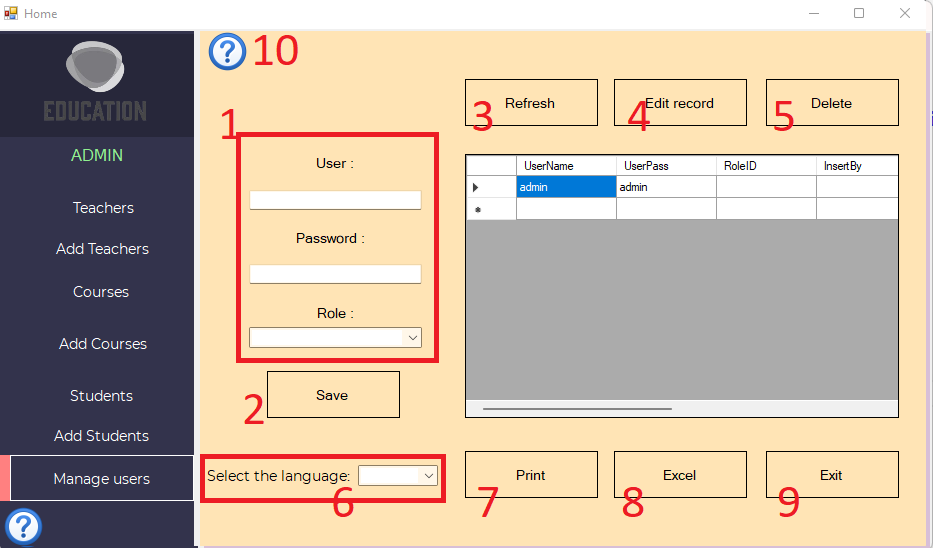 Home
EDUCATION
ADMIN
Teachers
Add Teachers
Courses
Add Courses
Students
Add Students
Manage users
?
? 10
1
User :
Password :
Role :
2 Save
Select the language:
6
3 Refresh
4 Edit record
5 Delete
UserName UserPass RoleID InsertBy
admin admin
7 Print
8 Excel
9 Exit